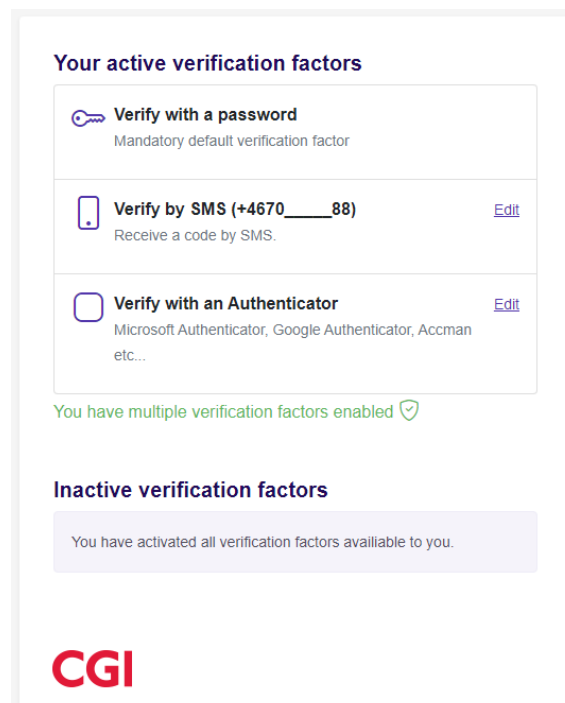 Your active verification factors
Verify with a password
Mandatory default verification factor
Verify by SMS (+4670_____88)
Edit
Receive a code by SMS.
Verify with an Authenticator
Edit
Microsoft Authenticator, Google Authenticator, Accman
etc...
You have multiple verification factors enabled
Inactive verification factors
You have activated all verification factors availiable to you.
CGI